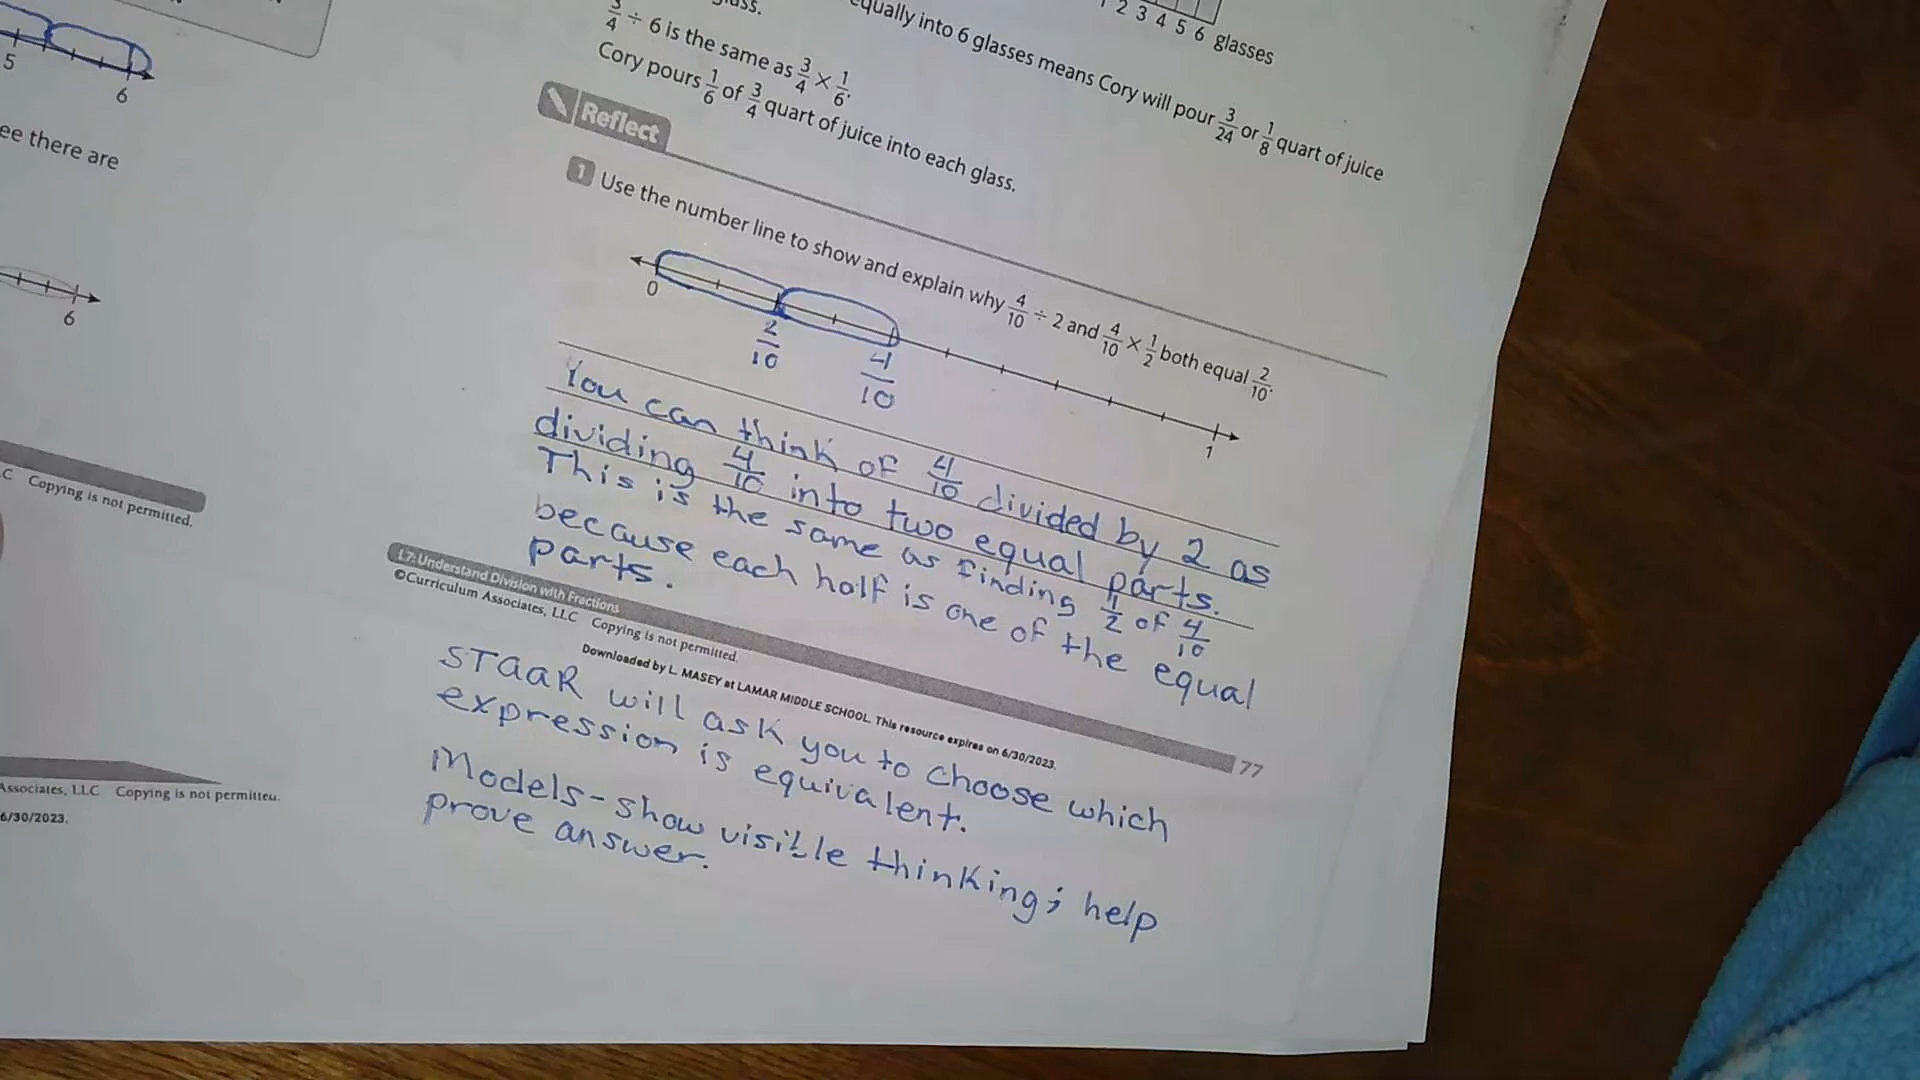 5
6
ee there are
6
C Copying is not permitted.
Associates, LLC Copying is not permitted.
6/30/2023.
1 2 3 4 5 6 glasses
equally into 6 glasses means Cory will pour 3/24 or 1/8 quart of juice
3/4 ÷ 6 is the same as 3/4 × 1/6.
Cory pours 1/6 of 3/4 quart of juice into each glass.
Reflect
1 Use the number line to show and explain why 4/10 ÷ 2 and 4/10 × 1/2 both equal 2/10.
0 2/10 4/10 1
You can think of 4/10 divided by 2 as
dividing 4/10 into two equal parts.
This is the same as finding 1/2 of 4/10
because each half is one of the equal
parts.
L7: Understand Division with Fractions
©Curriculum Associates, LLC Copying is not permitted.
77
Downloaded by L. MASEY at LAMAR MIDDLE SCHOOL. This resource expires on 6/30/2023.
STaaR will ask you to choose which
expression is equivalent.
Models - show visible thinking; help
prove answer.